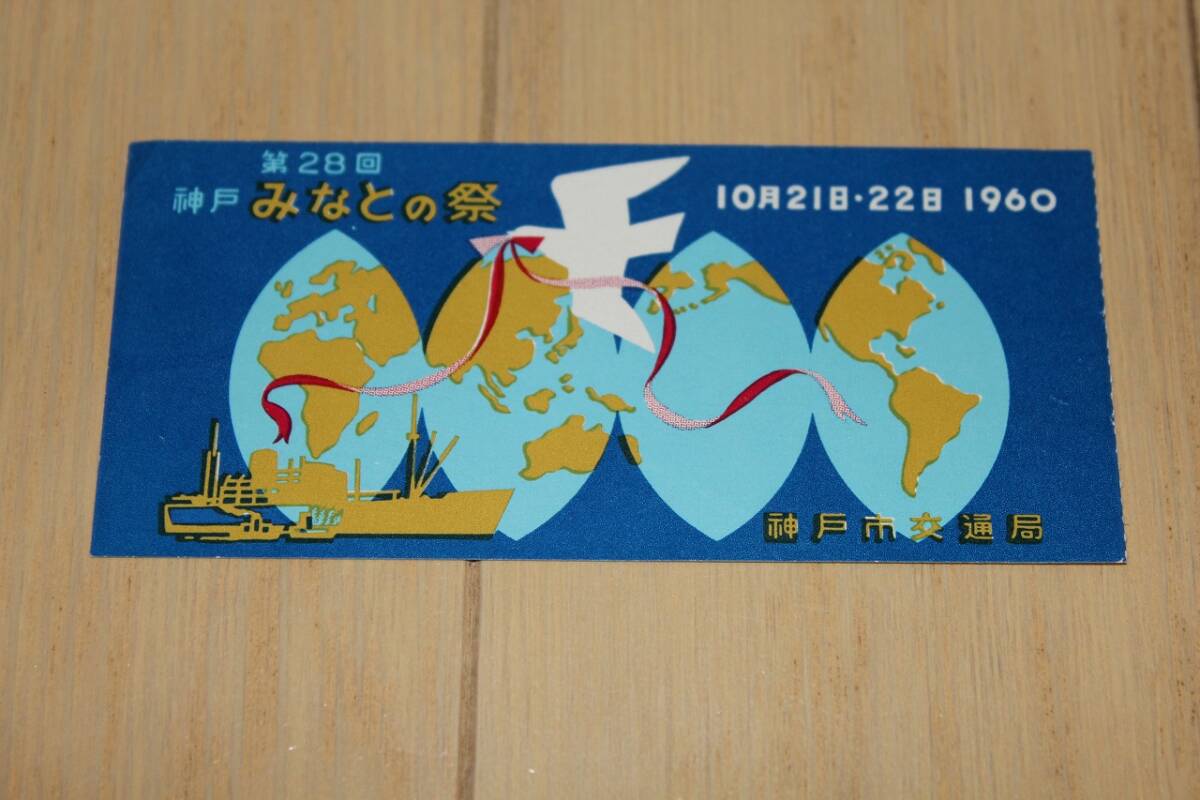 第28回
神戸 みなとの祭
10月21日・22日 1960
神戸市交通局